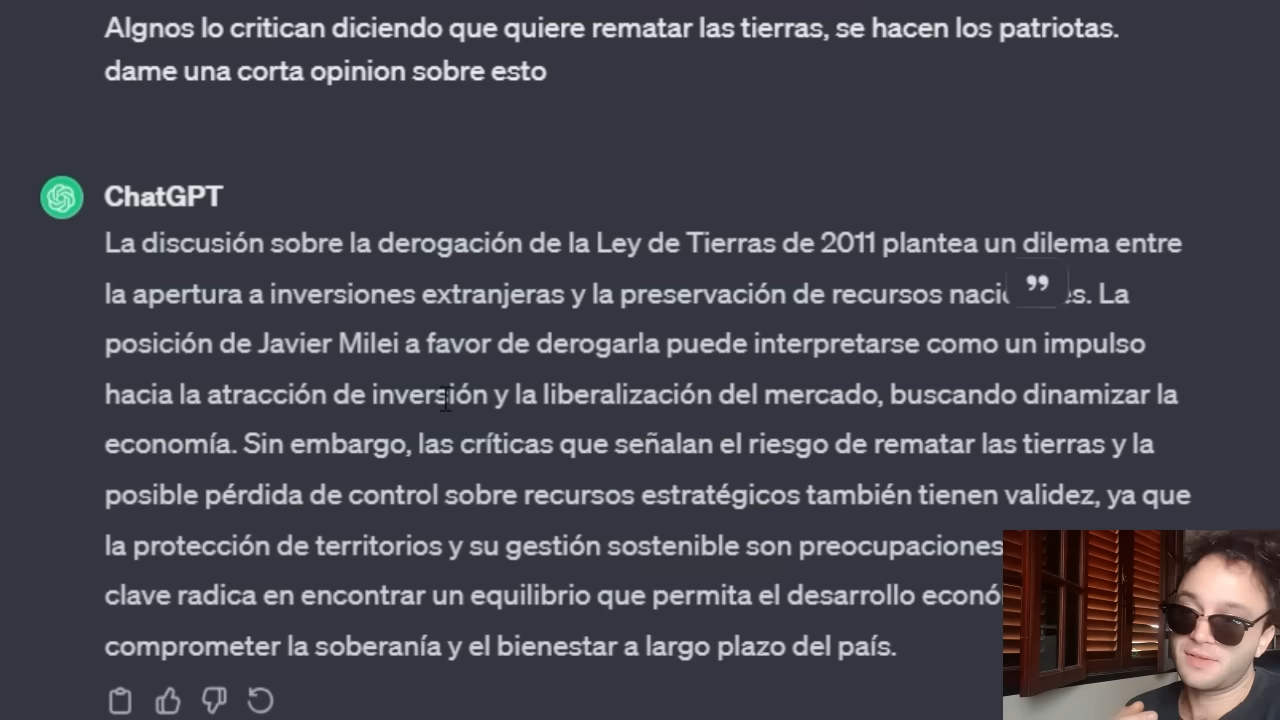 Algnos lo critican diciendo que quiere rematar las tierras, se hacen los patriotas.
dame una corta opinion sobre esto
ChatGPT
La discusión sobre la derogación de la Ley de Tierras de 2011 plantea un dilema entre
la apertura a inversiones extranjeras y la preservación de recursos La
posición de Javier Milei a favor de derogarla puede interpretarse como un impulso
hacia la atracción de inversión y la liberalización del mercado, buscando dinamizar la
economía. Sin embargo, las críticas que señalan el riesgo de rematar las tierras y la
posible pérdida de control sobre recursos estratégicos también tienen validez, ya que
la protección de territorios y su gestión sostenible son preocupaciones
clave radica en encontrar un equilibrio que permita el desarrollo
comprometer la soberanía y el bienestar a largo plazo del país.